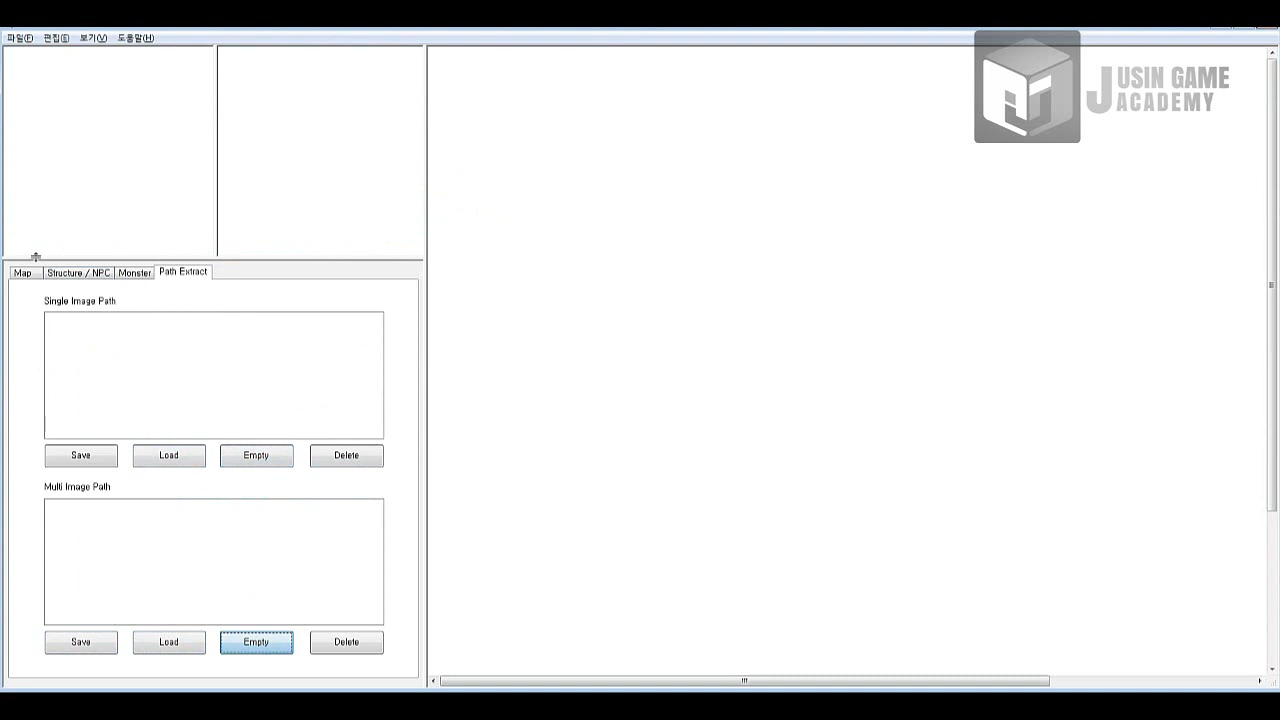 파일(F) 편집(E) 보기(V) 도움말(H)
JUSIN GAME
ACADEMY
Map Structure / NPC Monster Path Extract
Single Image Path
Save Load Empty Delete
Multi Image Path
Save Load Empty Delete